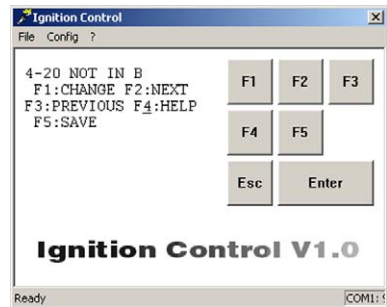 Ignition Control
File Config ?
4-20 NOT IN B
F1:CHANGE F2:NEXT
F3:PREVIOUS F4:HELP
F5:SAVE
F1 F2 F3
F4 F5
Esc Enter
Ignition Control V1.0
Ready COM1: